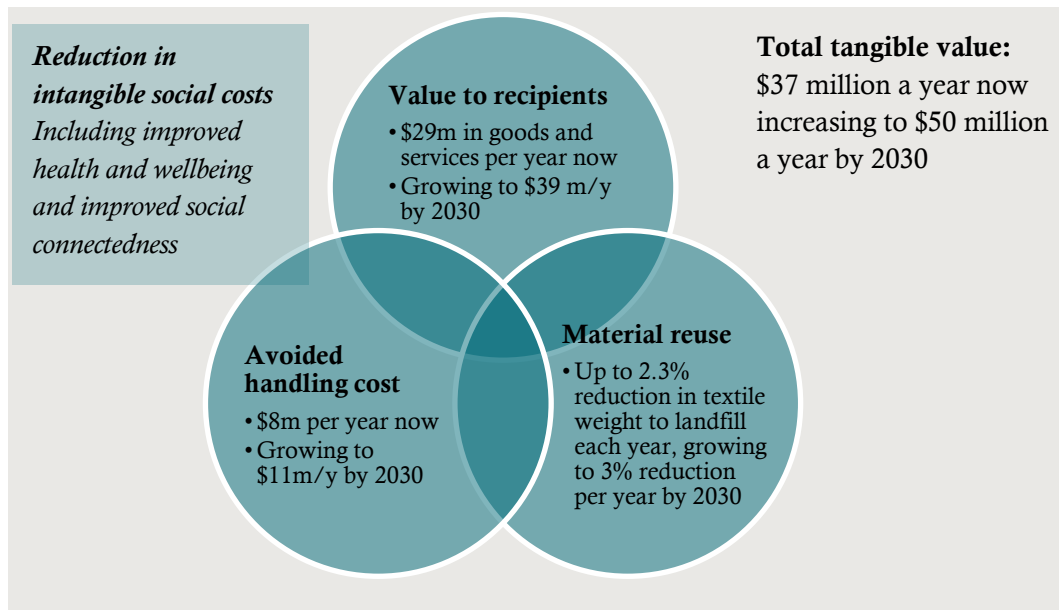 Reduction in
intangible social costs
Including improved
health and wellbeing
and improved social
connectedness
Value to recipients
• $29m in goods and
services per year now
• Growing to $39 m/y
by 2030
Total tangible value:
$37 million a year now
increasing to $50 million
a year by 2030
Avoided
handling cost
• $8m per year now
• Growing to
$11m/y by 2030
Material reuse
• Up to 2.3%
reduction in textile
weight to landfill
each year, growing
to 3% reduction
per year by 2030